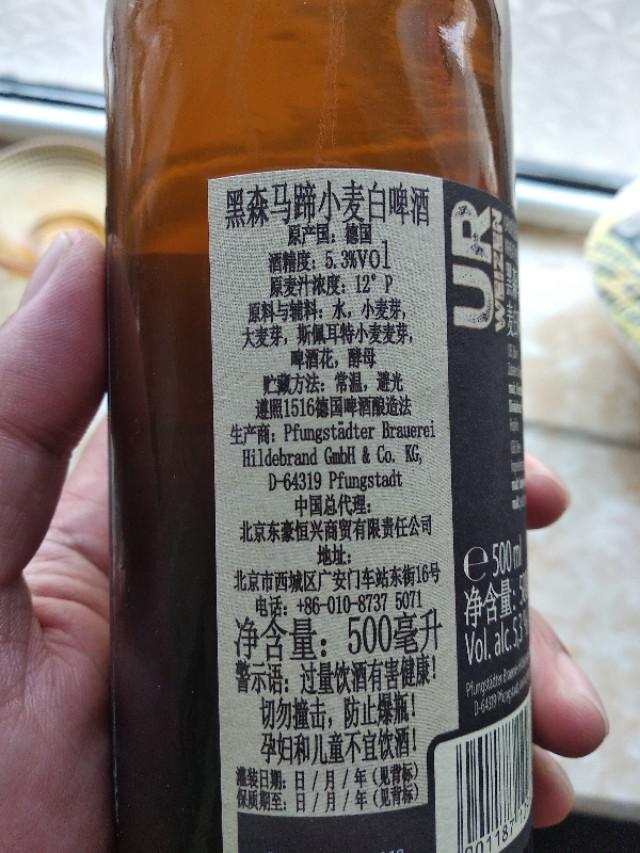 黑森马蹄小麦白啤酒
原产国：德国
酒精度：5.3%vol
原麦汁浓度：12° P
原料与辅料：水，小麦芽，
大麦芽，斯佩耳特小麦麦芽，
啤酒花，酵母
贮藏方法：常温，避光
遵照1516德国啤酒酿造法
生产商：Pfungstädter Brauerei
Hildebrand GmbH & Co. KG,
D-64319 Pfungstadt
中国总代理：
北京东豪恒兴商贸有限责任公司
地址：
北京市西城区广安门车站东街16号
电话：+86-010-8737 5071
净含量：500毫升
警示语：过量饮酒有害健康！
切勿撞击，防止爆瓶！
孕妇和儿童不宜饮酒！
灌装日期：日/月/年（见背标）
保质期至：日/月/年（见背标）
UR
WEIZEN
e 500 ml
净含量：
Vol. alc. 5,3
Pfungstädter
D-64319